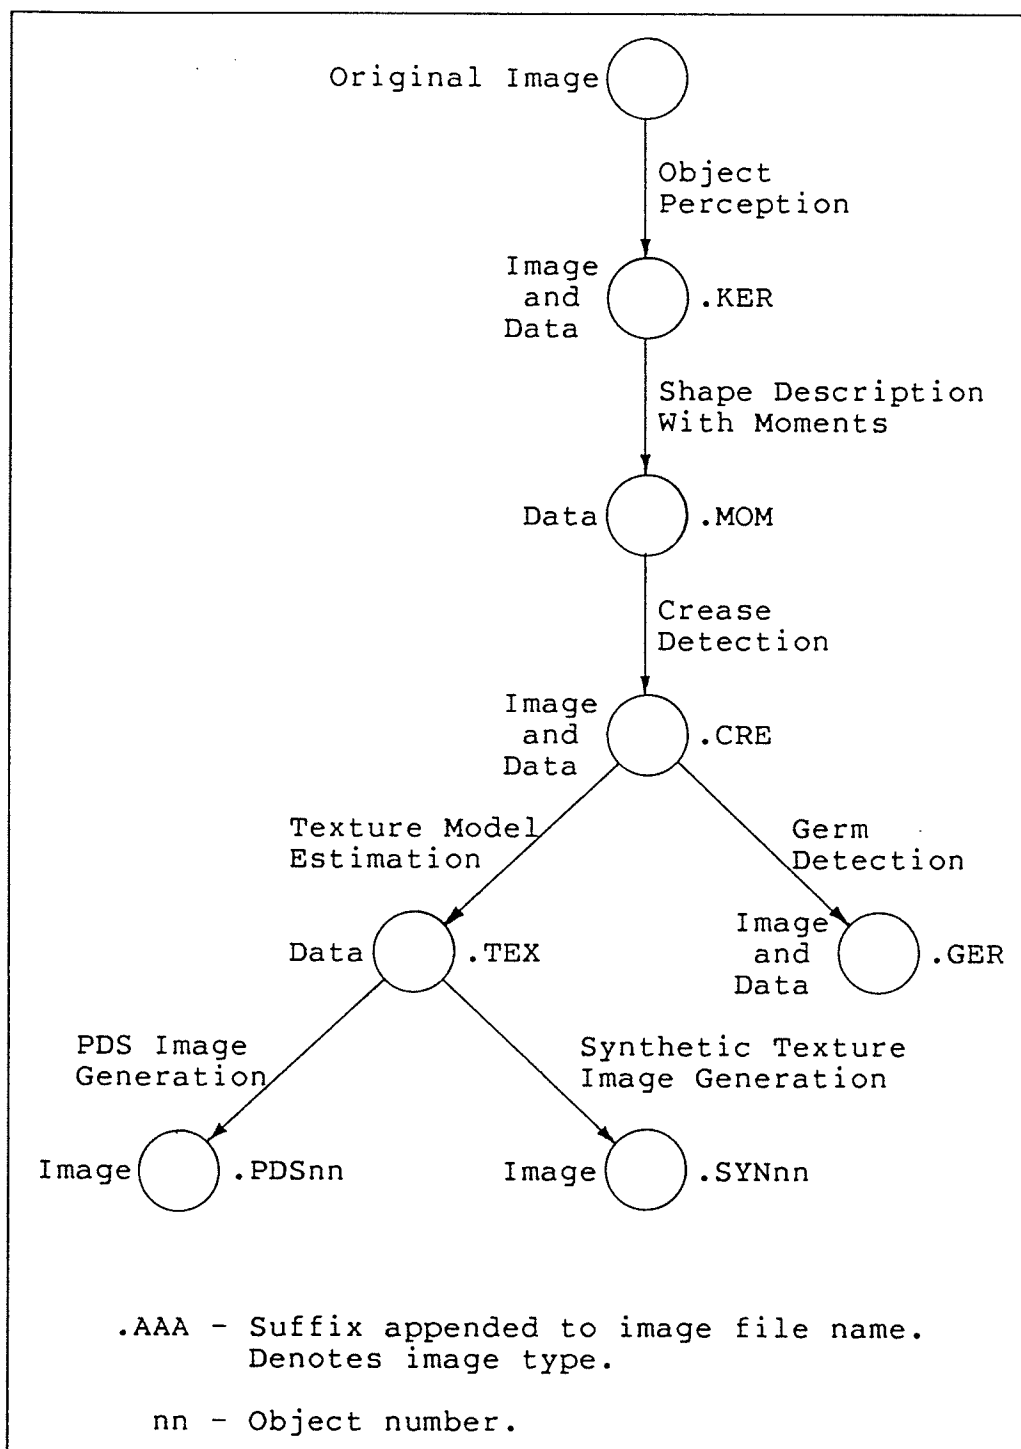 Original Image
Object
Perception
Image
and
Data
.KER
Shape Description
With Moments
Data
.MOM
Crease
Detection
Image
and
Data
.CRE
Texture Model
Estimation
Germ
Detection
Data
.TEX
Image
and
Data
.GER
PDS Image
Generation
Synthetic Texture
Image Generation
Image
.PDSnn
Image
.SYNnn
.AAA - Suffix appended to image file name.
Denotes image type.
nn - Object number.